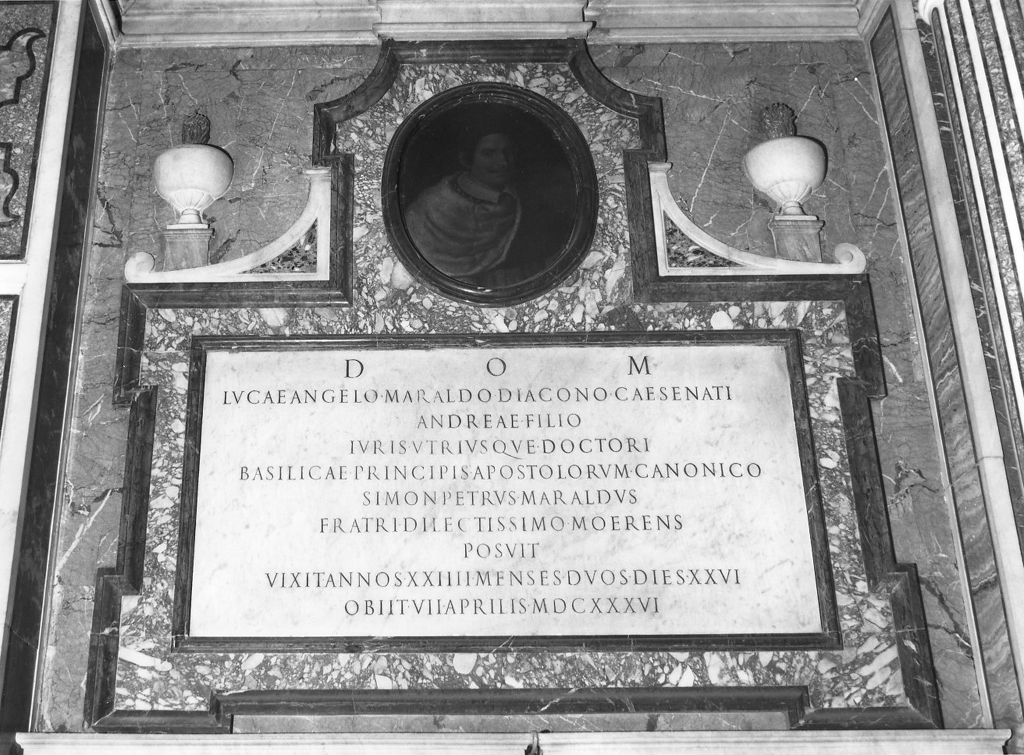 D O M
LVCAE ANGELO·MARALDO DIACONO·CAESENATI
ANDREAE·FILIO
IVRIS VTRIVSQVE·DOCTORI
BASILICAE PRINCIPIS APOSTOLORVM·CANONICO
SIMON PETRVS·MARALDVS
FRATRI DILECTISSIMO·MOERENS
POSVIT
VIXIT ANNOS XXIIII MENSES DVOS DIES XXVI
OBIIT VII APRILIS MDCXXXVI